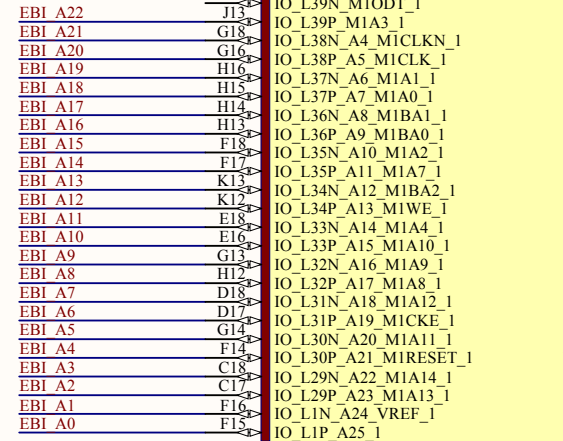 IO_L39N_M1ODT_1
EBI_A22 J13 IO_L39P_M1A3_1
EBI_A21 G18 IO_L38N_A4_M1CLKN_1
EBI_A20 G16 IO_L38P_A5_M1CLK_1
EBI_A19 H16 IO_L37N_A6_M1A1_1
EBI_A18 H15 IO_L37P_A7_M1A0_1
EBI_A17 H14 IO_L36N_A8_M1BA1_1
EBI_A16 H13 IO_L36P_A9_M1BA0_1
EBI_A15 F18 IO_L35N_A10_M1A2_1
EBI_A14 F17 IO_L35P_A11_M1A7_1
EBI_A13 K13 IO_L34N_A12_M1BA2_1
EBI_A12 K12 IO_L34P_A13_M1WE_1
EBI_A11 E18 IO_L33N_A14_M1A4_1
EBI_A10 E16 IO_L33P_A15_M1A10_1
EBI_A9 G13 IO_L32N_A16_M1A9_1
EBI_A8 H12 IO_L32P_A17_M1A8_1
EBI_A7 D18 IO_L31N_A18_M1A12_1
EBI_A6 D17 IO_L31P_A19_M1CKE_1
EBI_A5 G14 IO_L30N_A20_M1A11_1
EBI_A4 F14 IO_L30P_A21_M1RESET_1
EBI_A3 C18 IO_L29N_A22_M1A14_1
EBI_A2 C17 IO_L29P_A23_M1A13_1
EBI_A1 F16 IO_L1N_A24_VREF_1
EBI_A0 F15 IO_L1P_A25_1